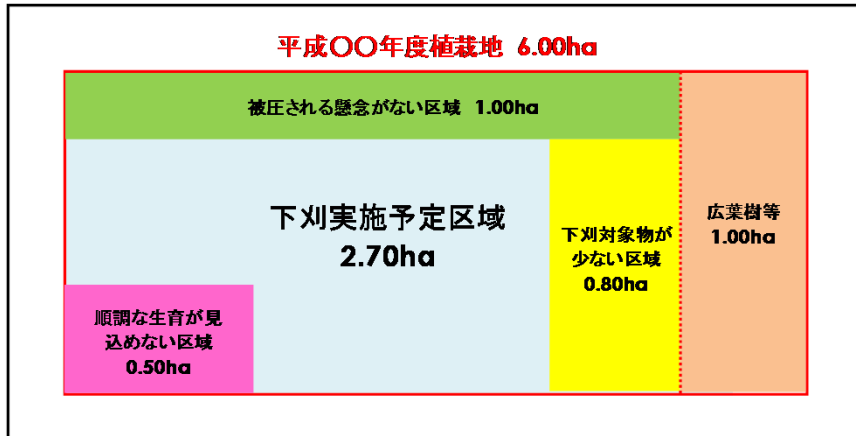 平成〇〇年度植栽地 6.00ha
被圧される懸念がない区域 1.00ha
下刈実施予定区域
2.70ha
下刈対象物が
少ない区域
0.80ha
広葉樹等
1.00ha
順調な生育が見
込めない区域
0.50ha